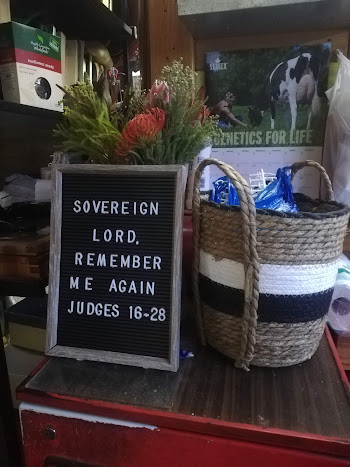 SOVEREIGN
LORD,
REMEMBER
ME AGAIN
JUDGES 16-28
GENETICS FOR LIFE